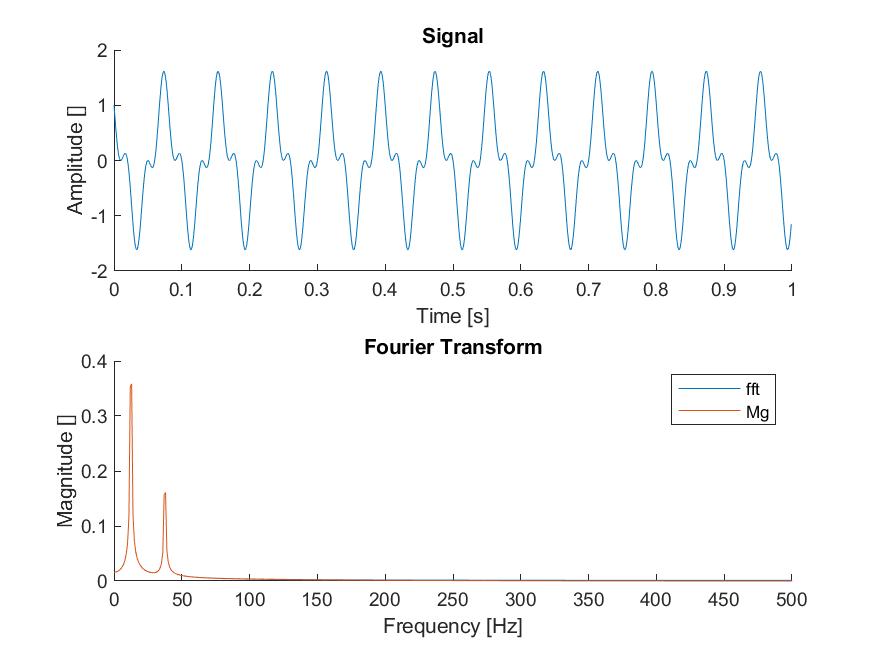 Signal
2
1
0
-1
-2
Amplitude []
0 0.1 0.2 0.3 0.4 0.5 0.6 0.7 0.8 0.9 1
Time [s]
Fourier Transform
0.4
0.3
0.2
0.1
0
Magnitude []
fft
Mg
0 50 100 150 200 250 300 350 400 450 500
Frequency [Hz]